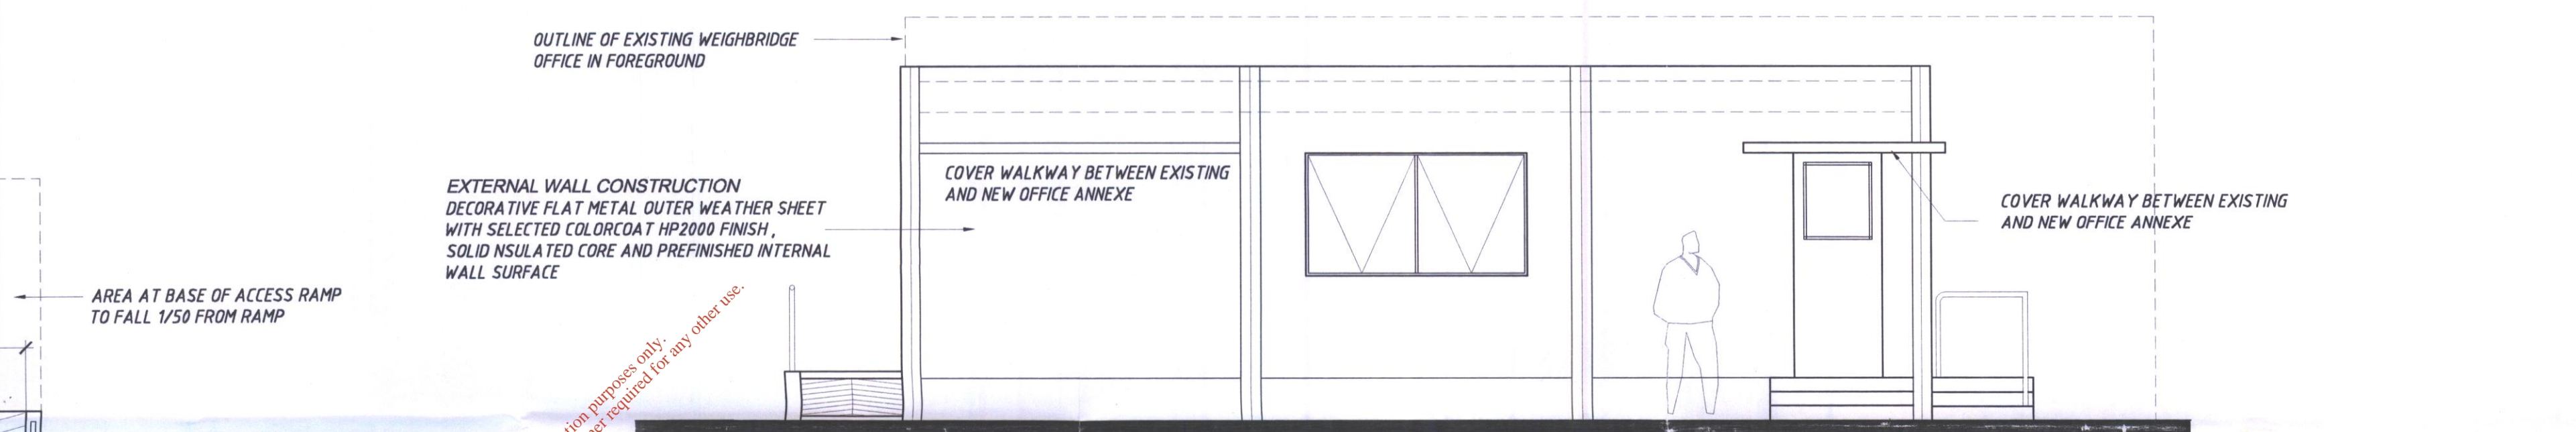 OUTLINE OF EXISTING WEIGHBRIDGE
OFFICE IN FOREGROUND
EXTERNAL WALL CONSTRUCTION
DECORATIVE FLAT METAL OUTER WEATHER SHEET
WITH SELECTED COLORCOAT HP2000 FINISH ,
SOLID NSULATED CORE AND PREFINISHED INTERNAL
WALL SURFACE
COVER WALKWAY BETWEEN EXISTING
AND NEW OFFICE ANNEXE
COVER WALKWAY BETWEEN EXISTING
AND NEW OFFICE ANNEXE
AREA AT BASE OF ACCESS RAMP
TO FALL 1/50 FROM RAMP
purposes only.
required for any other use.